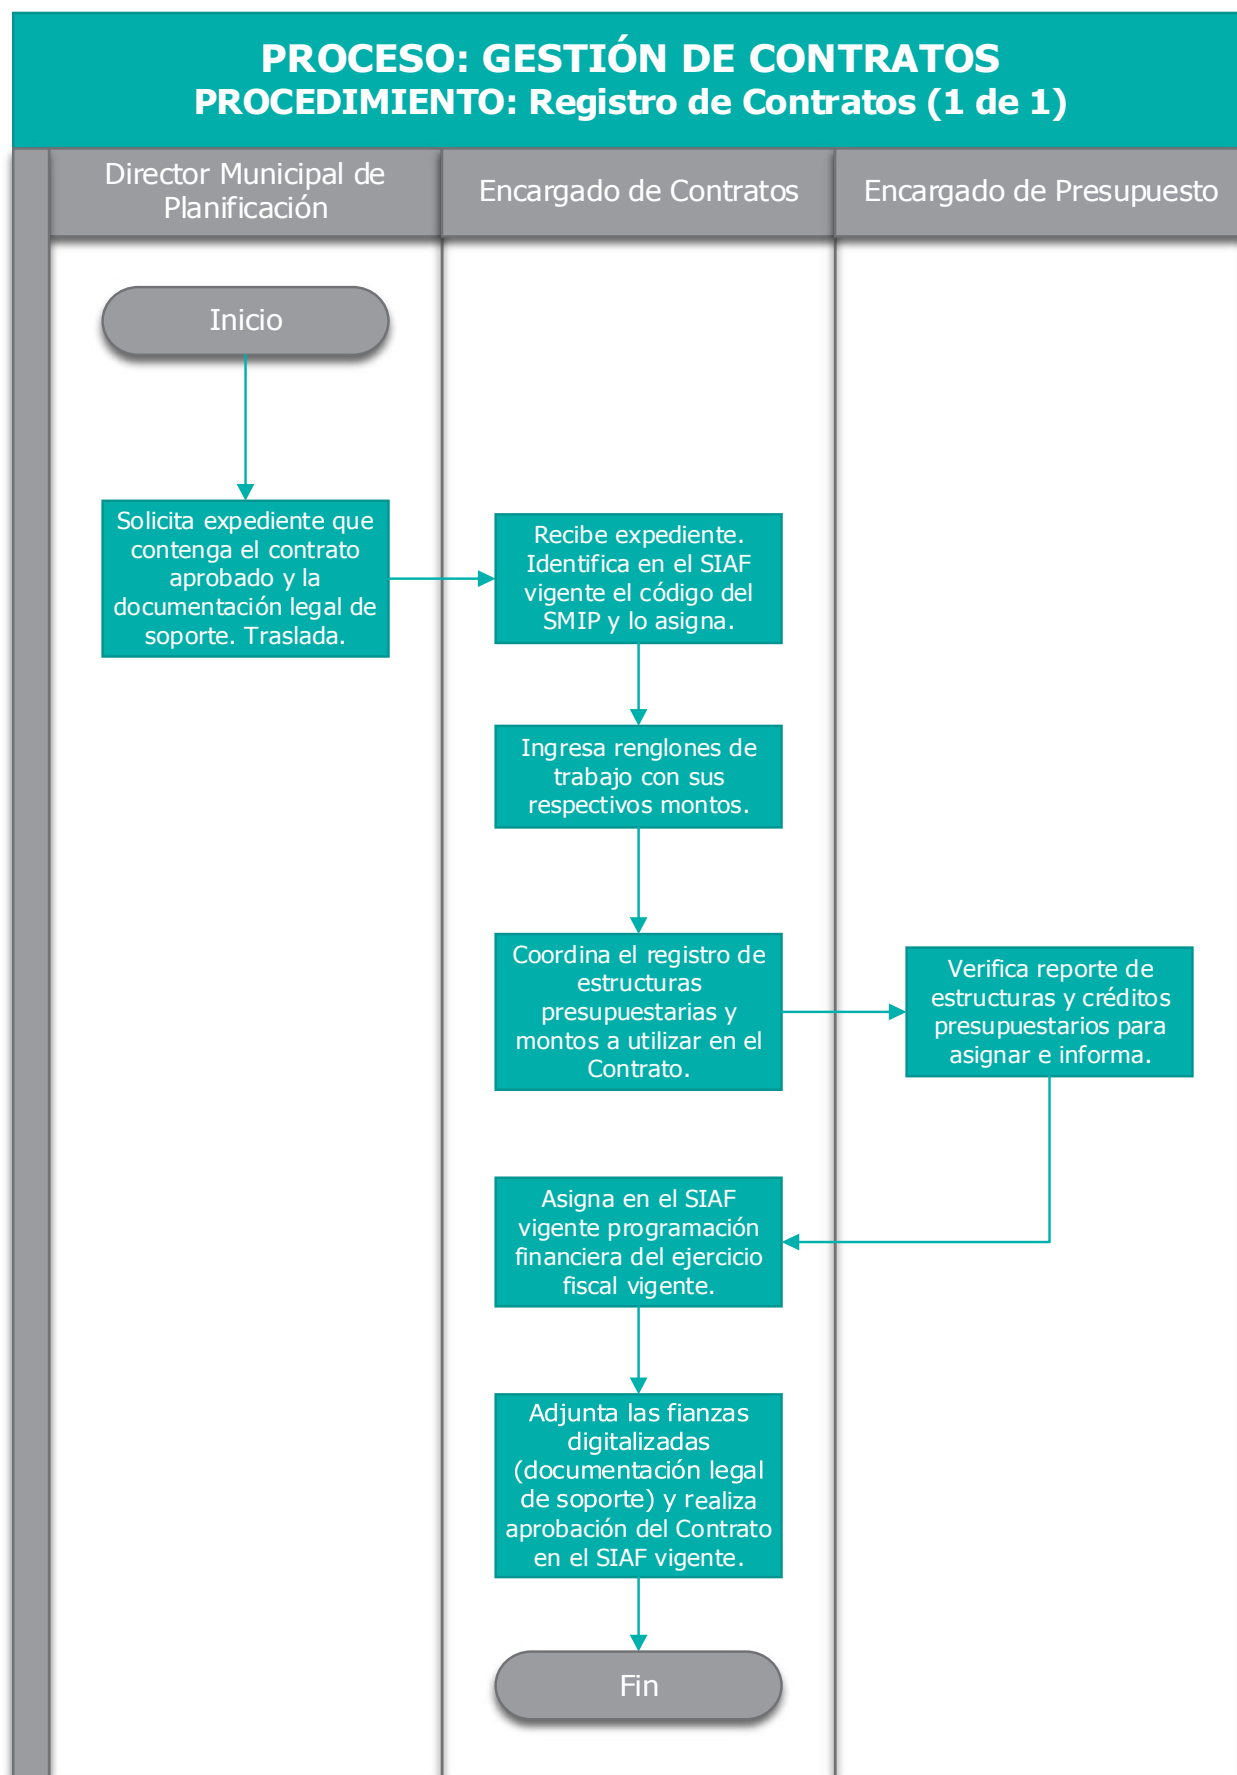 PROCESO: GESTIÓN DE CONTRATOS
PROCEDIMIENTO: Registro de Contratos (1 de 1)
Director Municipal de
Planificación
Encargado de Contratos
Encargado de Presupuesto
Inicio
Solicita expediente que
contenga el contrato
aprobado y la
documentación legal de
soporte. Traslada.
Recibe expediente.
Identifica en el SIAF
vigente el código del
SMIP y lo asigna.
Ingresa renglones de
trabajo con sus
respectivos montos.
Coordina el registro de
estructuras
presupuestarias y
montos a utilizar en el
Contrato.
Verifica reporte de
estructuras y créditos
presupuestarios para
asignar e informa.
Asigna en el SIAF
vigente programación
financiera del ejercicio
fiscal vigente.
Adjunta las fianzas
digitalizadas
(documentación legal
de soporte) y realiza
aprobación del Contrato
en el SIAF vigente.
Fin